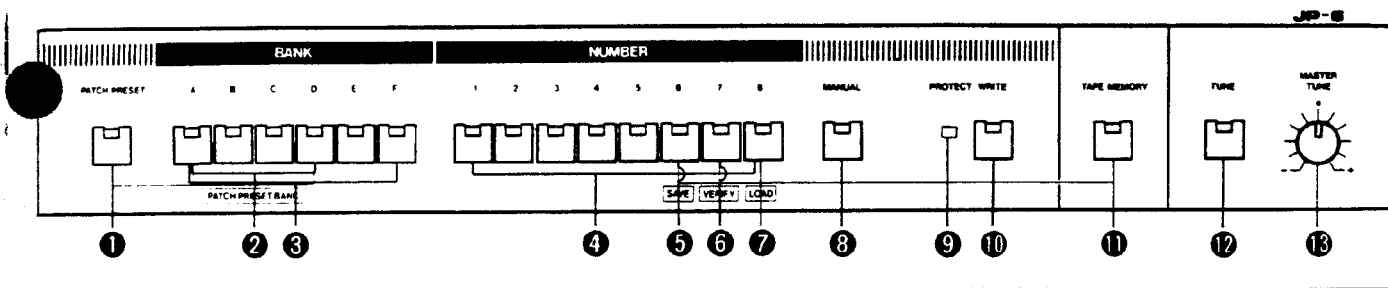 JP-6
BANK NUMBER
PATCH PRESET A B C D E F 1 2 3 4 5 6 7 8 MANUAL PROTECT WRITE TAPE MEMORY TUNE MASTER TUNE
PATCH PRESET BANK SAVE VERIFY LOAD
- +
1 2 3 4 5 6 7 8 9 10 11 12 13